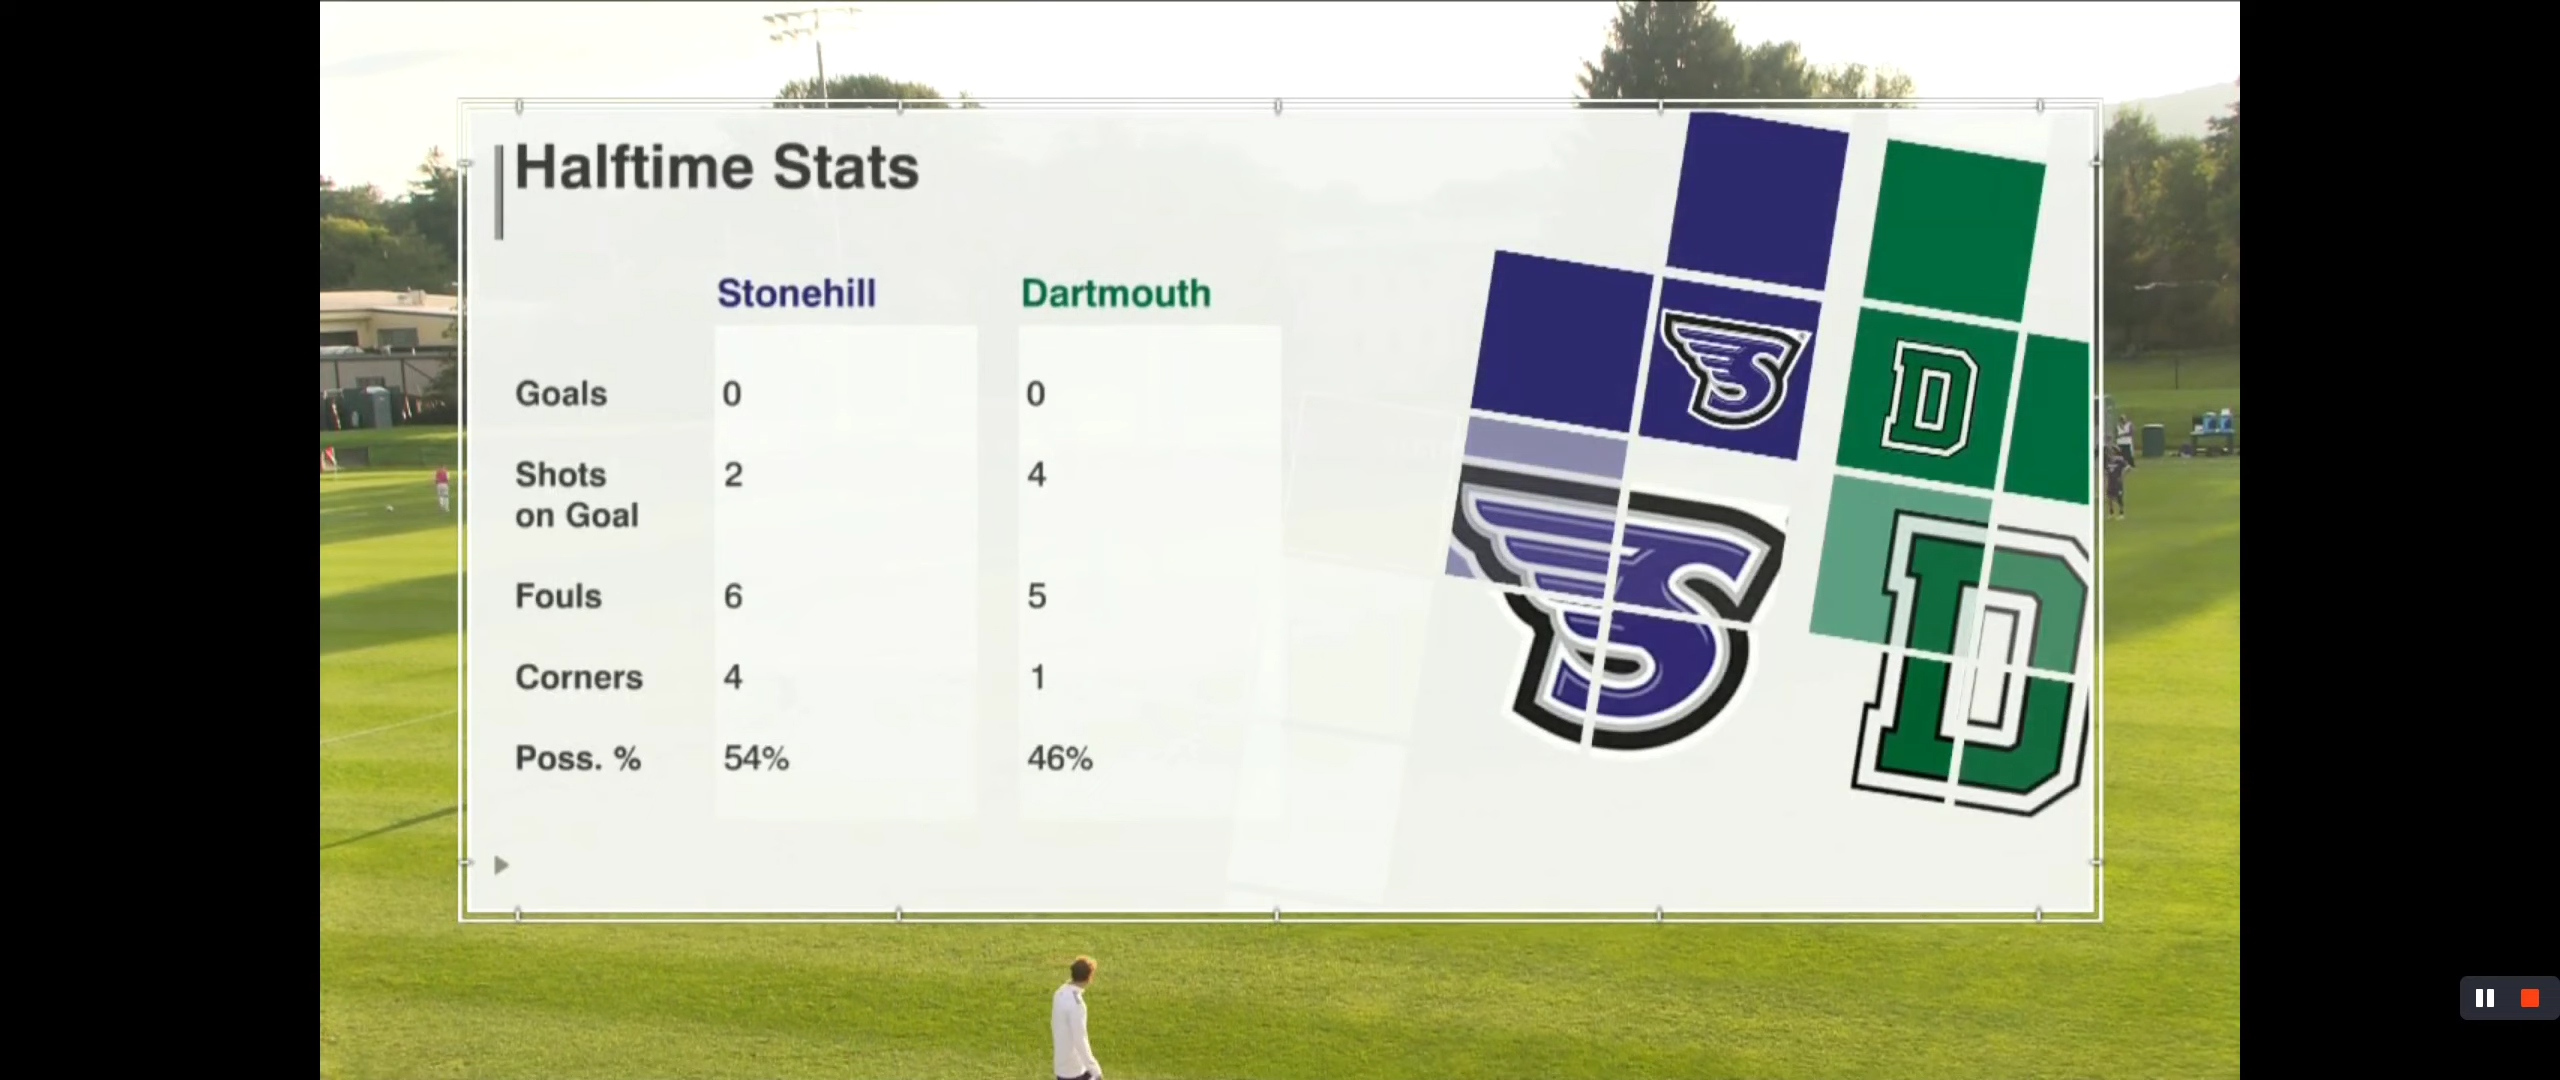 Halftime Stats
Stonehill Dartmouth
Goals 0 0
Shots on Goal 2 4
Fouls 6 5
Corners 4 1
Poss. % 54% 46%
S D
S D